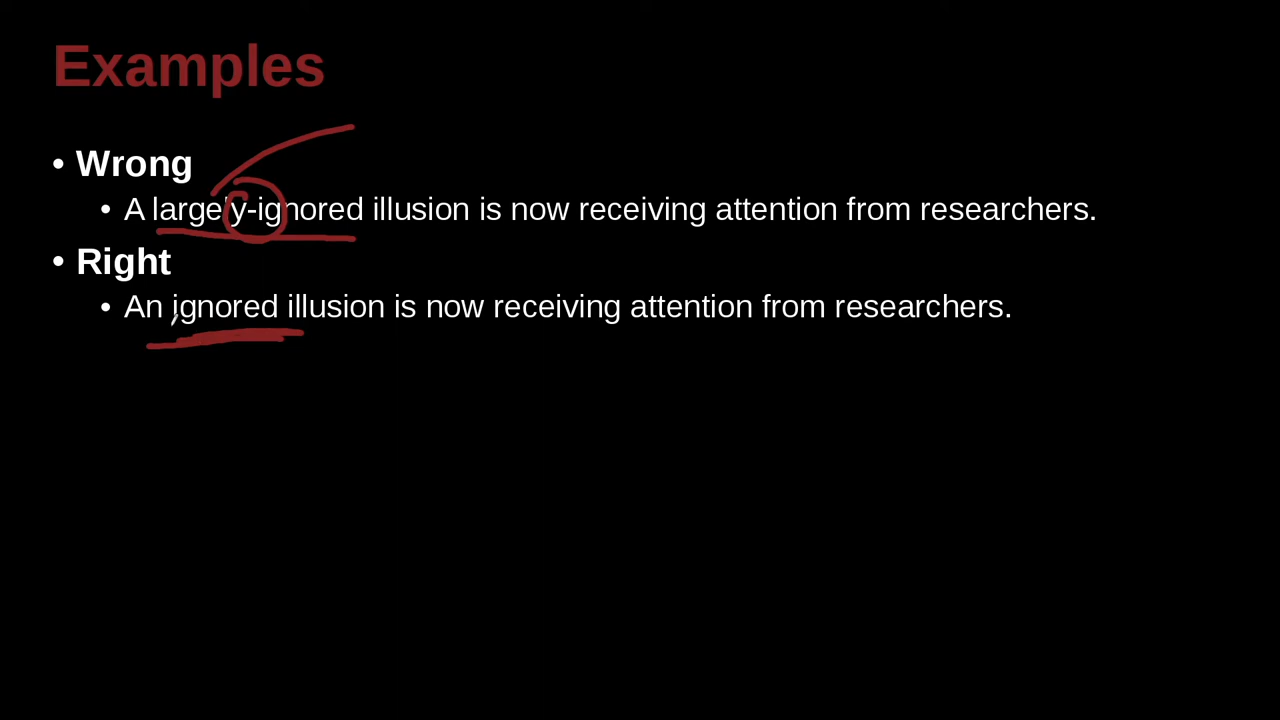 Examples
• Wrong
• A largely-ignored illusion is now receiving attention from researchers.
• Right
• An ignored illusion is now receiving attention from researchers.